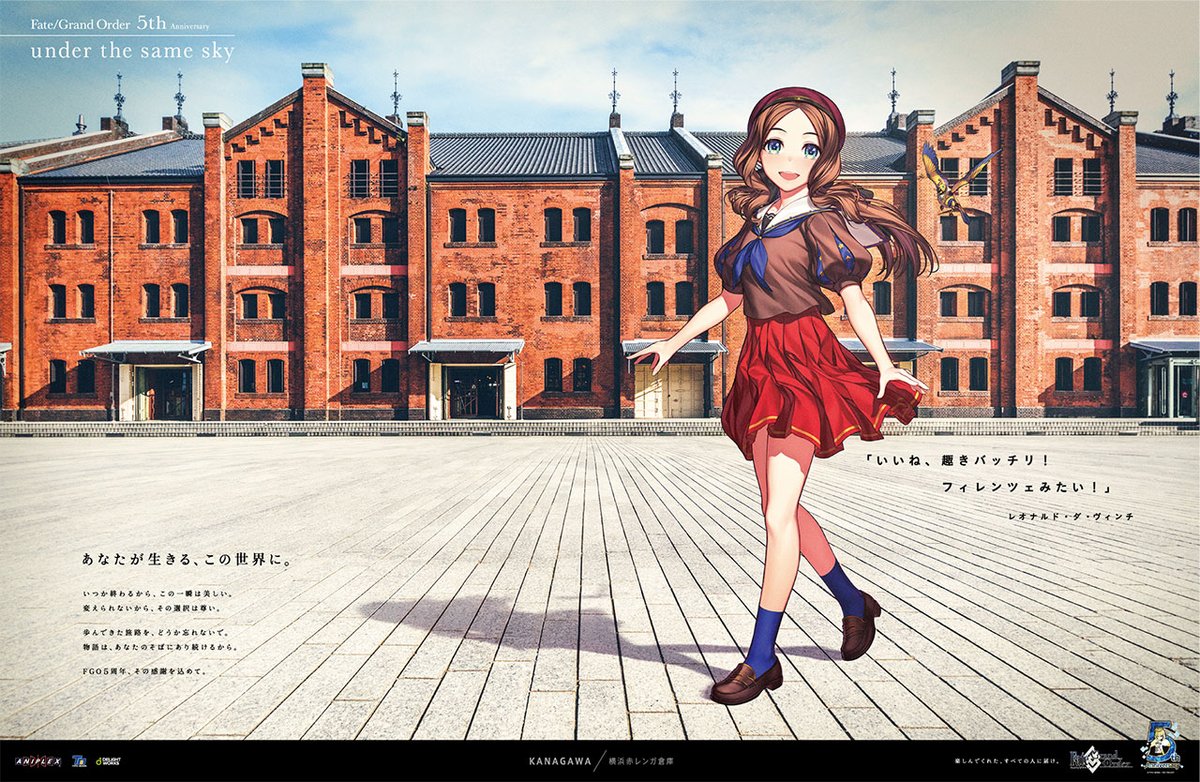 Fate/Grand Order 5th Anniversary
under the same sky
「いいね、趣きバッチリ！
フィレンツェみたい！」
レオナルド・ダ・ヴィンチ
あなたが生きる、この世界に。
いつか終わるから、この一瞬は美しい。
変えられないから、その選択は尊い。
歩んできた旅路を、どうか忘れないで。
物語は、あなたのそばにあり続けるから。
FGO5周年、その感謝を込めて。
ANIPLEX
DELIGHT
WORKS
KANAGAWA／横浜赤レンガ倉庫
楽しんでくれた、すべての人に届け。
Fate/Grand Order
5th
Anniversary